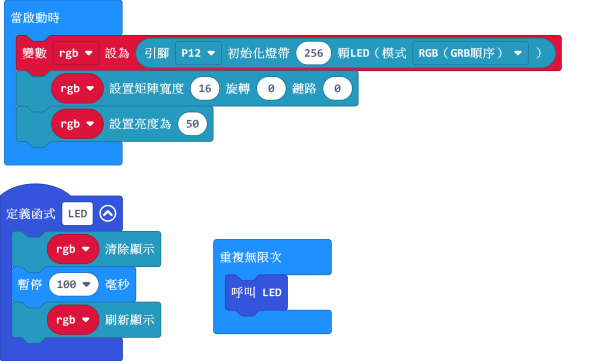 當啟動時
變數 rgb 設為 引腳 P12 初始化燈帶 256 顆LED（模式 RGB（GRB順序） ）
rgb 設置矩陣寬度 16 旋轉 0 鏈路 0
rgb 設置亮度為 50
定義函式 LED
rgb 清除顯示
暫停 100 毫秒
rgb 刷新顯示
重複無限次
呼叫 LED